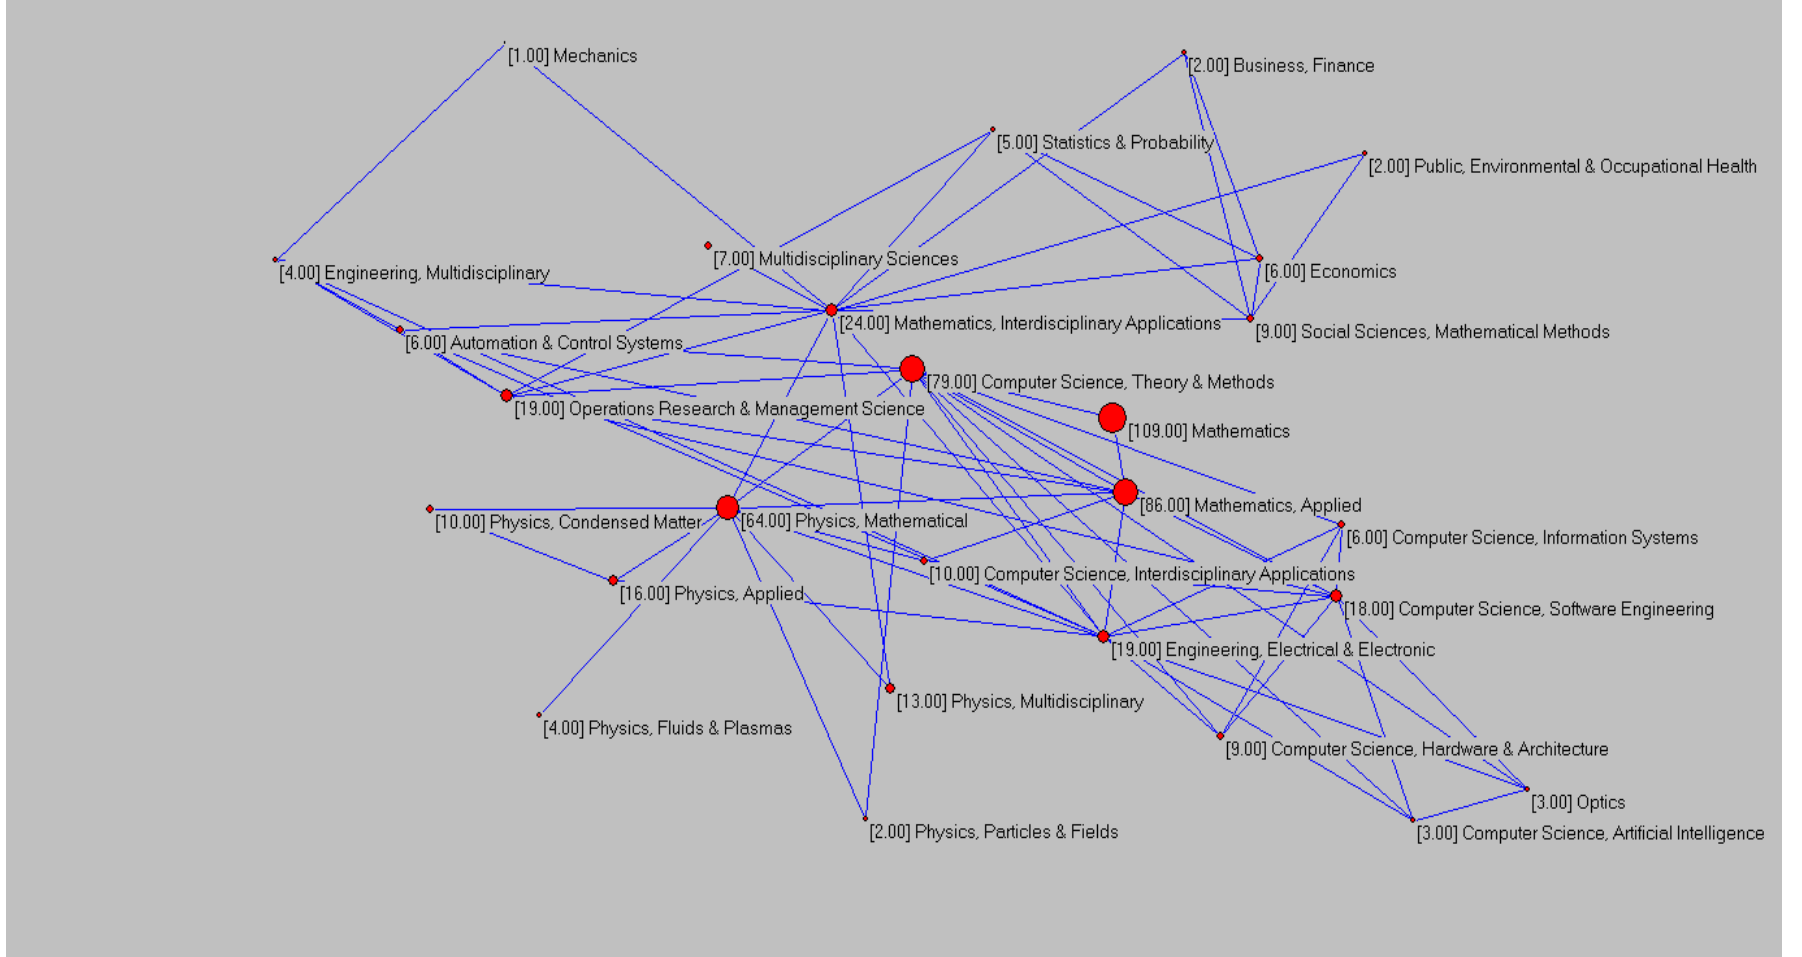 [1.00] Mechanics
[2.00] Business, Finance
[5.00] Statistics & Probability
[2.00] Public, Environmental & Occupational Health
[7.00] Multidisciplinary Sciences
[4.00] Engineering, Multidisciplinary
[6.00] Economics
[24.00] Mathematics, Interdisciplinary Applications
[9.00] Social Sciences, Mathematical Methods
[6.00] Automation & Control Systems
[79.00] Computer Science, Theory & Methods
[19.00] Operations Research & Management Science
[109.00] Mathematics
[86.00] Mathematics, Applied
[10.00] Physics, Condensed Matter
[64.00] Physics, Mathematical
[6.00] Computer Science, Information Systems
[10.00] Computer Science, Interdisciplinary Applications
[16.00] Physics, Applied
[18.00] Computer Science, Software Engineering
[19.00] Engineering, Electrical & Electronic
[13.00] Physics, Multidisciplinary
[4.00] Physics, Fluids & Plasmas
[9.00] Computer Science, Hardware & Architecture
[3.00] Optics
[2.00] Physics, Particles & Fields
[3.00] Computer Science, Artificial Intelligence